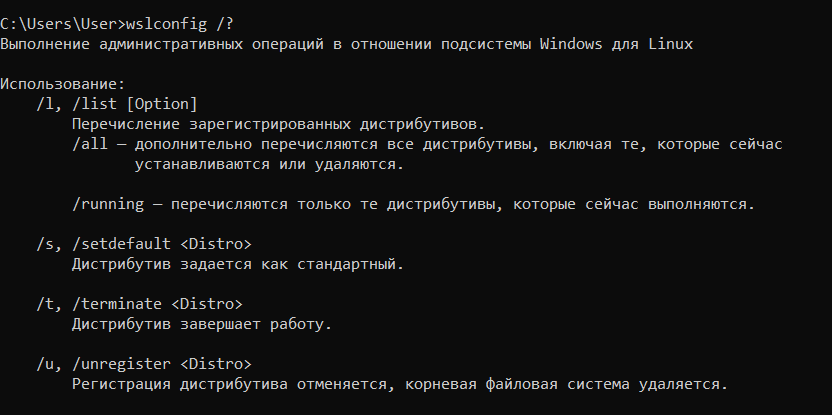 C:\Users\User>wslconfig /?
Выполнение административных операций в отношении подсистемы Windows для Linux
Использование:
/l, /list [Option]
Перечисление зарегистрированных дистрибутивов.
/all — дополнительно перечисляются все дистрибутивы, включая те, которые сейчас
устанавливаются или удаляются.
/running — перечисляются только те дистрибутивы, которые сейчас выполняются.
/s, /setdefault <Distro>
Дистрибутив задается как стандартный.
/t, /terminate <Distro>
Дистрибутив завершает работу.
/u, /unregister <Distro>
Регистрация дистрибутива отменяется, корневая файловая система удаляется.